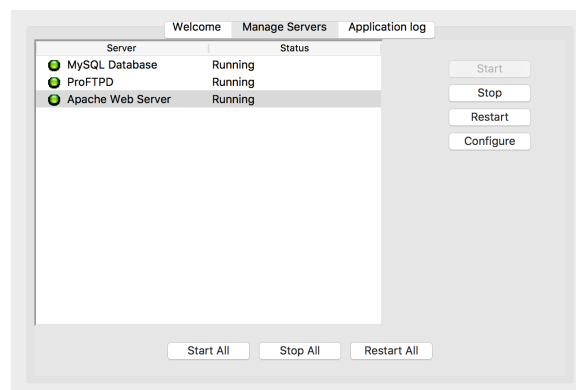 Welcome Manage Servers Application log
Server Status
MySQL Database Running
ProFTPD Running
Apache Web Server Running
Start
Stop
Restart
Configure
Start All Stop All Restart All